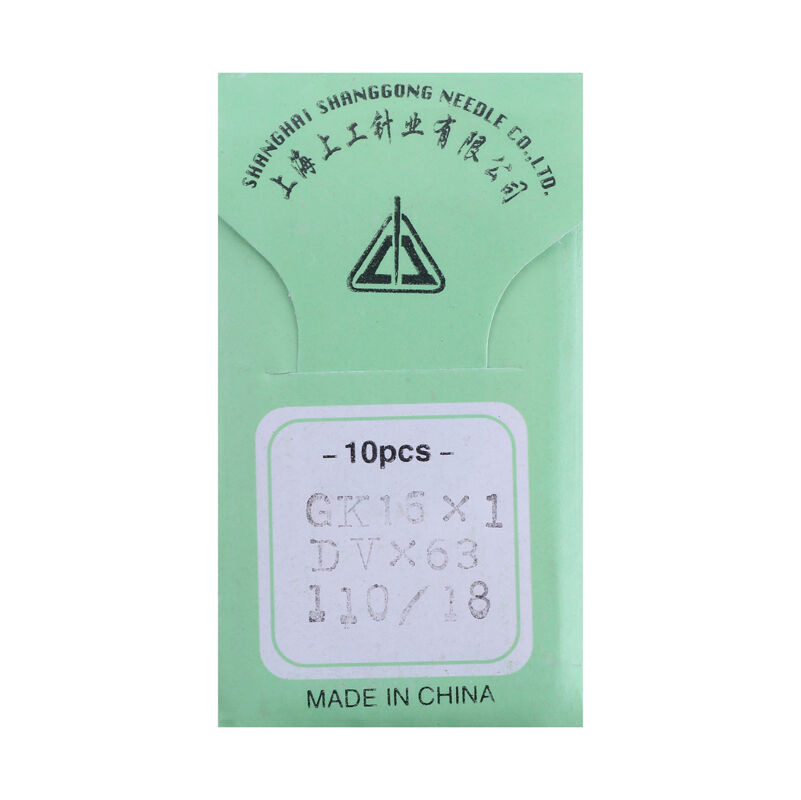 SHANGHAI SHANGGONG NEEDLE CO.,LTD.
上海上工针业有限公司
- 10pcs -
GK16×1
DV×63
110/18
MADE IN CHINA